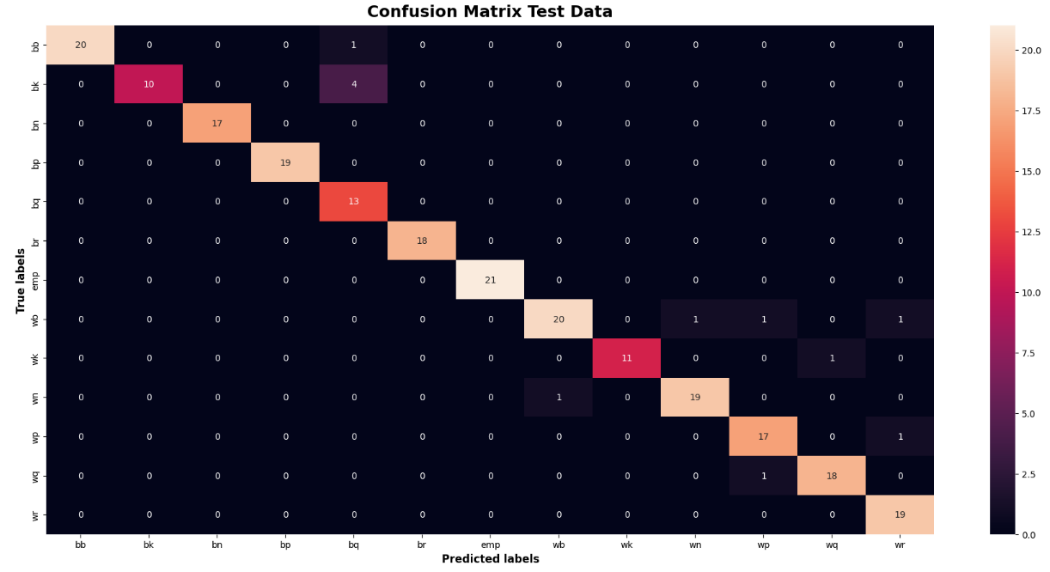 Confusion Matrix Test Data
True labels
bb 20 0 0 0 1 0 0 0 0 0 0 0 0
bk 0 10 0 0 4 0 0 0 0 0 0 0 0
bn 0 0 17 0 0 0 0 0 0 0 0 0 0
bp 0 0 0 19 0 0 0 0 0 0 0 0 0
bq 0 0 0 0 13 0 0 0 0 0 0 0 0
br 0 0 0 0 0 18 0 0 0 0 0 0 0
emp 0 0 0 0 0 0 21 0 0 0 0 0 0
wb 0 0 0 0 0 0 0 20 0 1 1 0 1
wk 0 0 0 0 0 0 0 0 11 0 0 1 0
wn 0 0 0 0 0 0 0 1 0 19 0 0 0
wp 0 0 0 0 0 0 0 0 0 0 17 0 1
wq 0 0 0 0 0 0 0 0 0 0 1 18 0
wr 0 0 0 0 0 0 0 0 0 0 0 0 19
bb bk bn bp bq br emp wb wk wn wp wq wr
Predicted labels
20.0
17.5
15.0
12.5
10.0
7.5
5.0
2.5
0.0